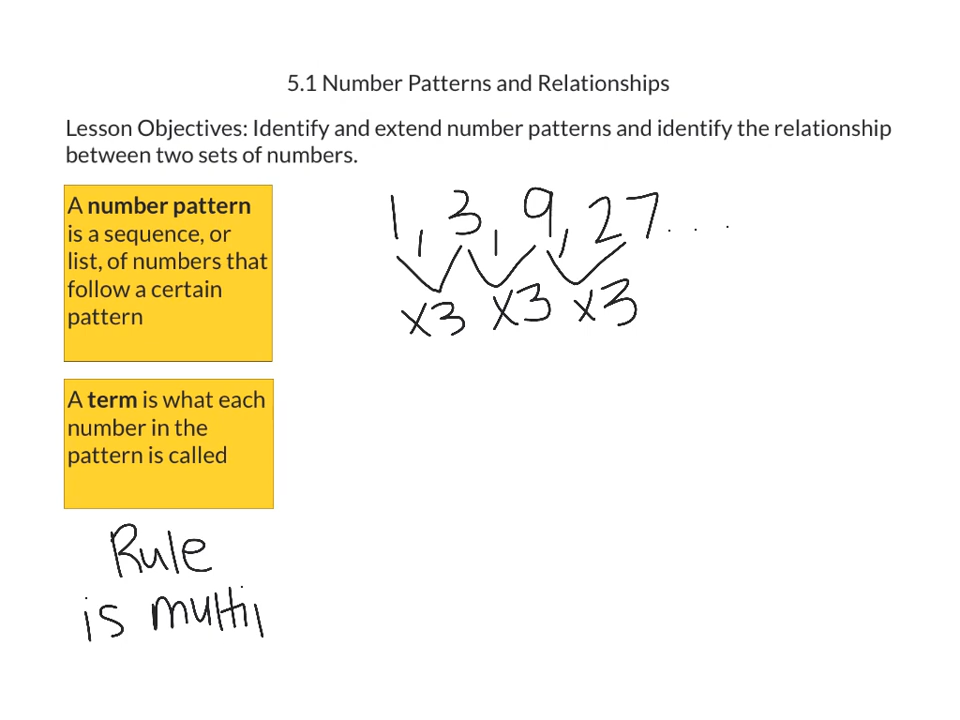 5.1 Number Patterns and Relationships
Lesson Objectives: Identify and extend number patterns and identify the relationship
between two sets of numbers.
A number pattern
is a sequence, or
list, of numbers that
follow a certain
pattern
1, 3, 9, 27...
x3 x3 x3
A term is what each
number in the
pattern is called
Rule
is multi